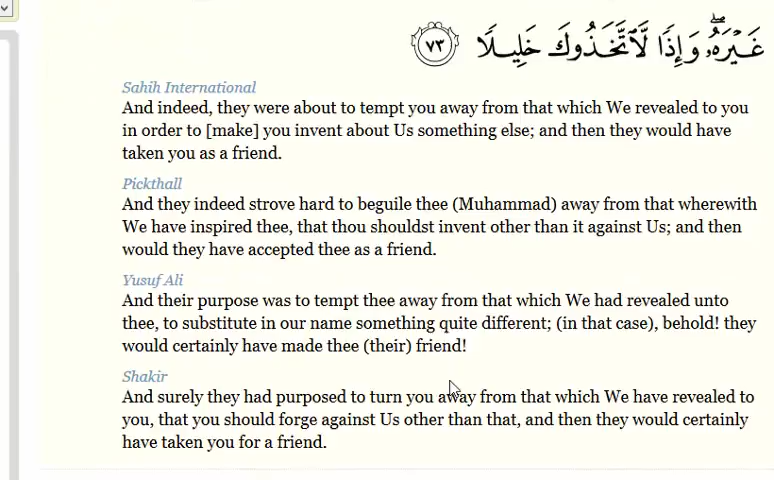 غَيْرَهُۥ ۖ وَإِذًا لَّٱتَّخَذُوكَ خَلِيلًا ٧٣
Sahih International
And indeed, they were about to tempt you away from that which We revealed to you
in order to [make] you invent about Us something else; and then they would have
taken you as a friend.
Pickthall
And they indeed strove hard to beguile thee (Muhammad) away from that wherewith
We have inspired thee, that thou shouldst invent other than it against Us; and then
would they have accepted thee as a friend.
Yusuf Ali
And their purpose was to tempt thee away from that which We had revealed unto
thee, to substitute in our name something quite different; (in that case), behold! they
would certainly have made thee (their) friend!
Shakir
And surely they had purposed to turn you away from that which We have revealed to
you, that you should forge against Us other than that, and then they would certainly
have taken you for a friend.